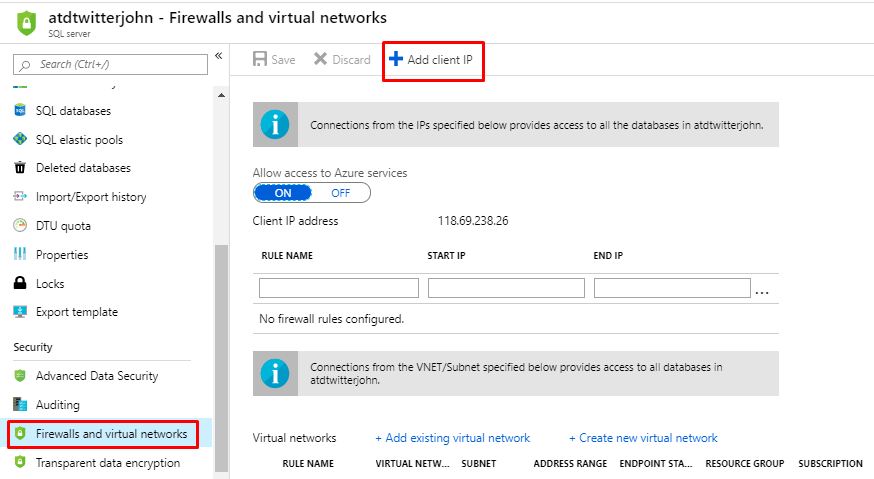 atdtwitterjohn - Firewalls and virtual networks
SQL server
Search (Ctrl+/)
«
SQL databases
SQL elastic pools
Deleted databases
Import/Export history
DTU quota
Properties
Locks
Export template
Security
Advanced Data Security
Auditing
Firewalls and virtual networks
Transparent data encryption
Save
Discard
Add client IP
Connections from the IPs specified below provides access to all the databases in atdtwitterjohn.
Allow access to Azure services
ON OFF
Client IP address 118.69.238.26
RULE NAME START IP END IP
...
No firewall rules configured.
Connections from the VNET/Subnet specified below provides access to all databases in
atdtwitterjohn.
Virtual networks + Add existing virtual network + Create new virtual network
RULE NAME VIRTUAL NETW... SUBNET ADDRESS RANGE ENDPOINT STA... RESOURCE GROUP SUBSCRIPTION